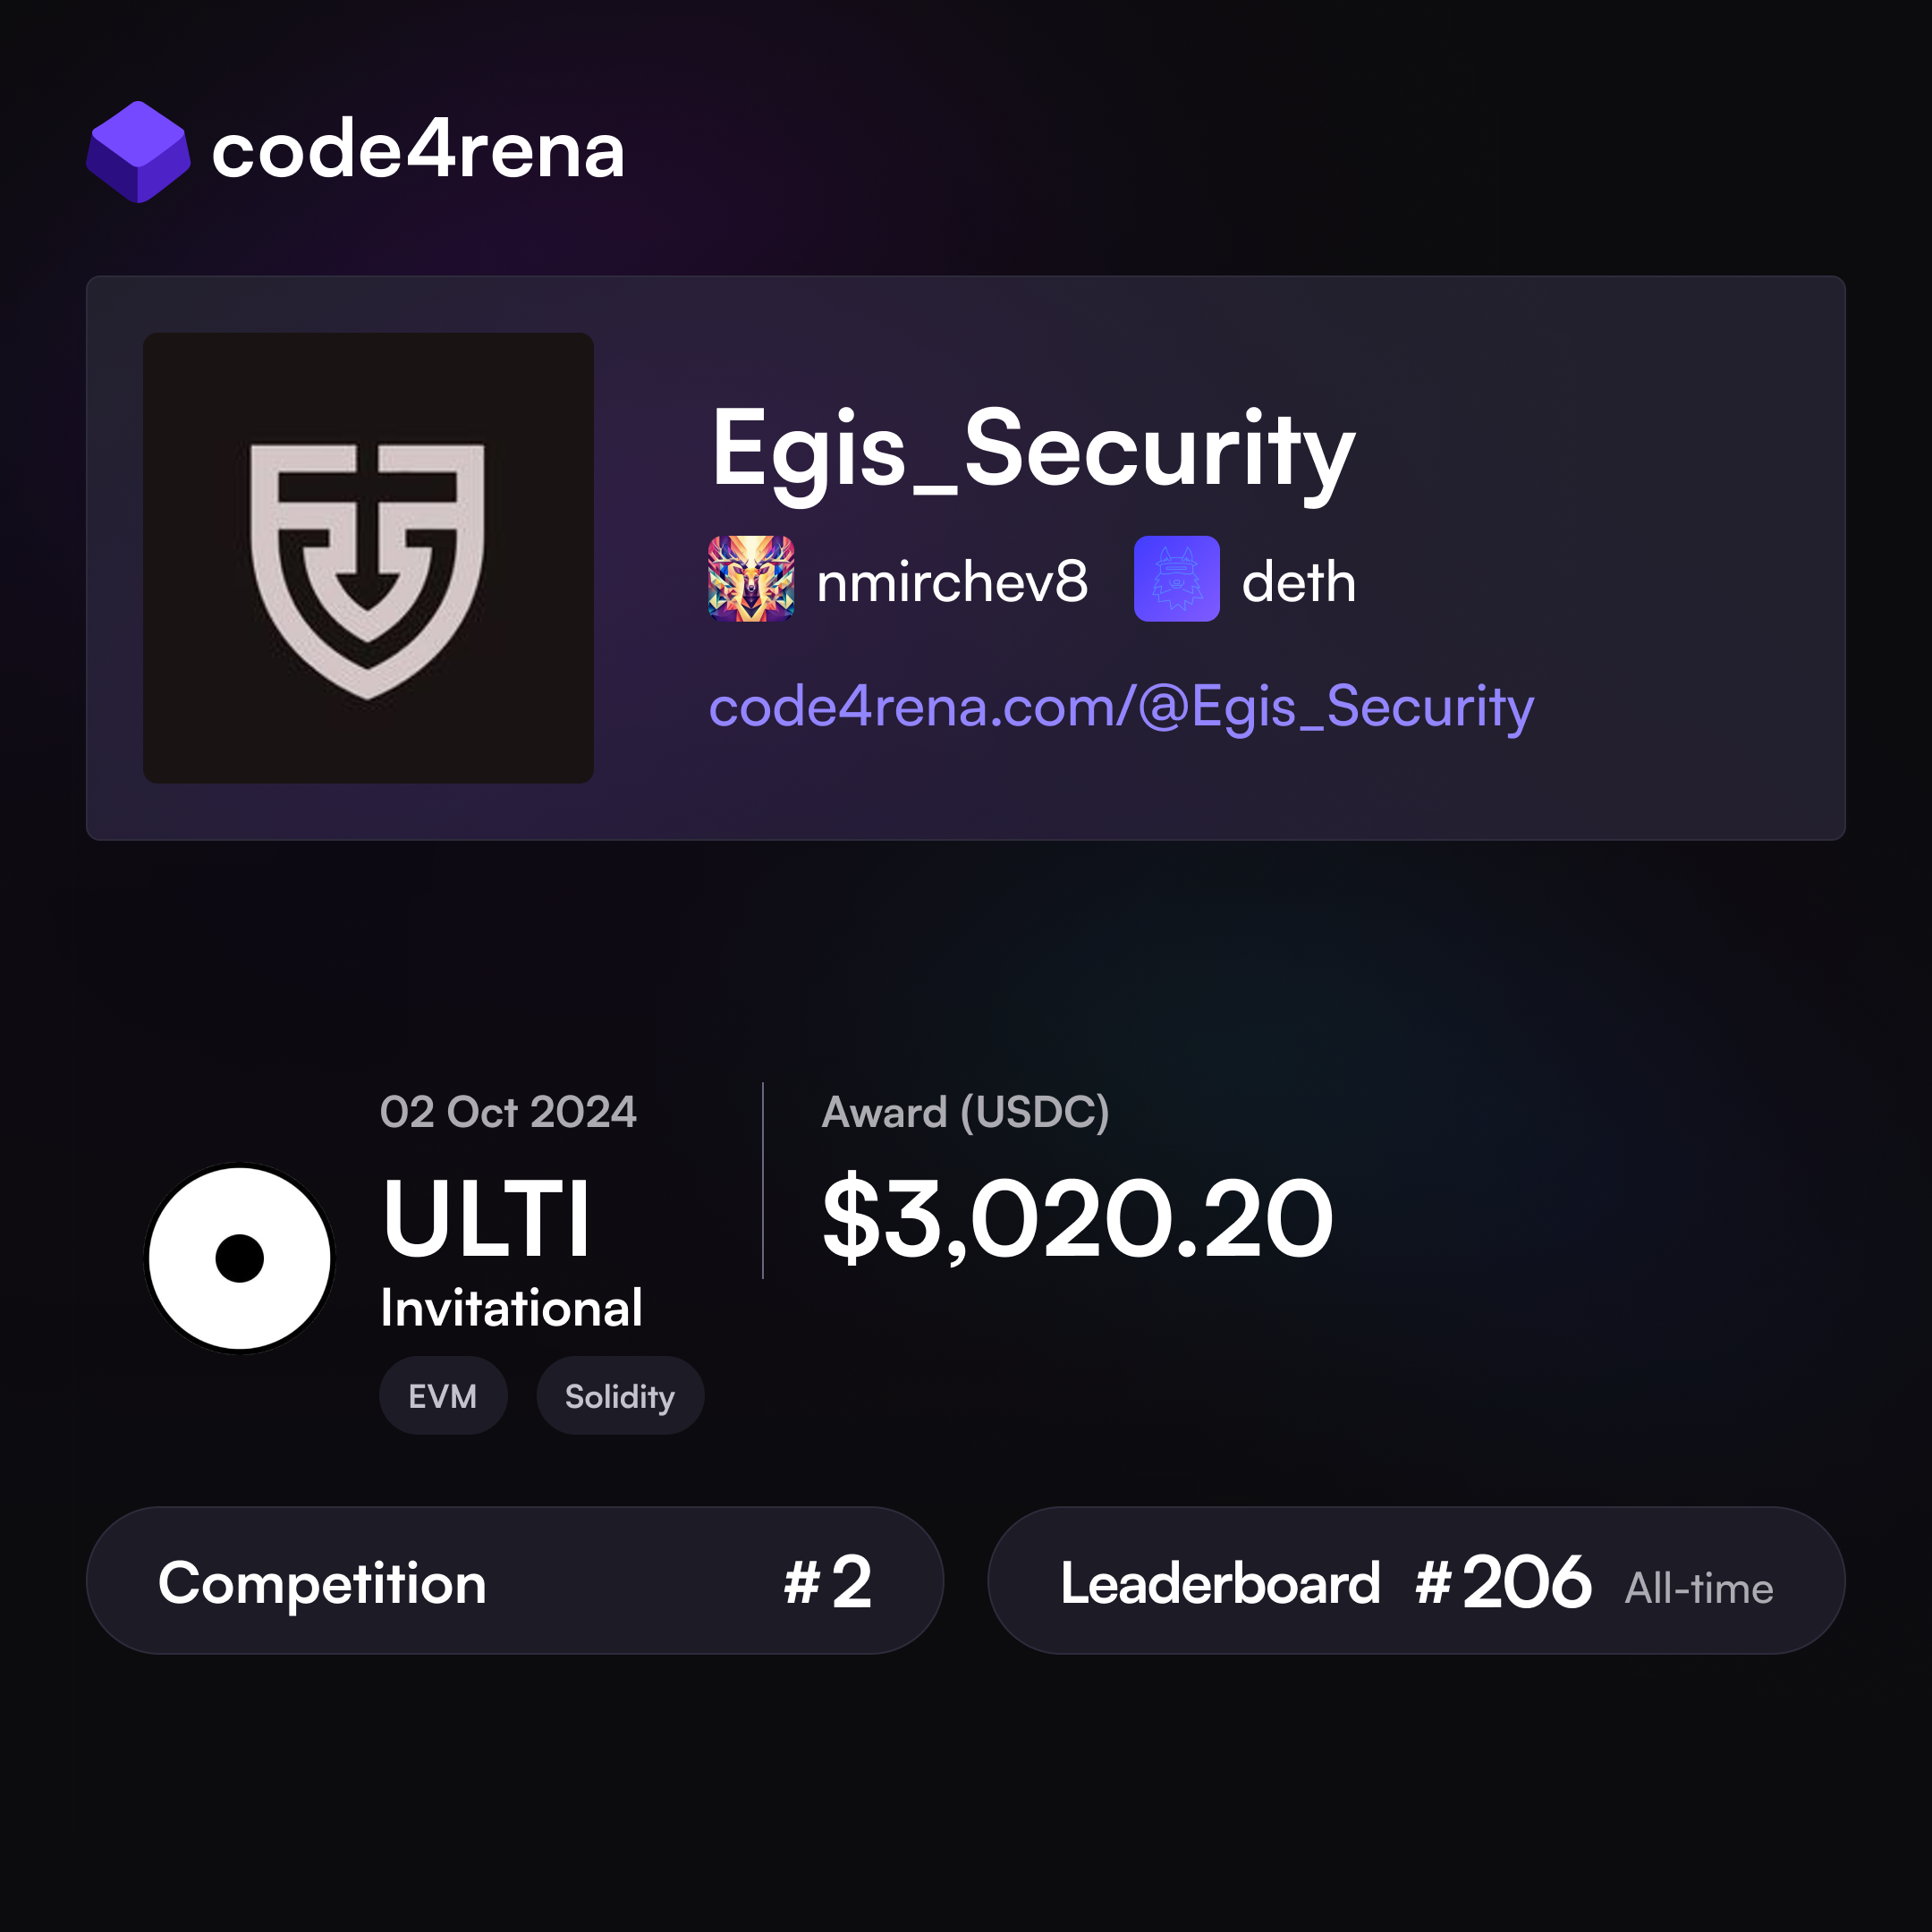 code4rena
Egis_Security
nmirchev8 deth
code4rena.com/@Egis_Security
02 Oct 2024
ULTI
Invitational
EVM Solidity
Award (USDC)
$3,020.20
Competition #2
Leaderboard #206 All-time